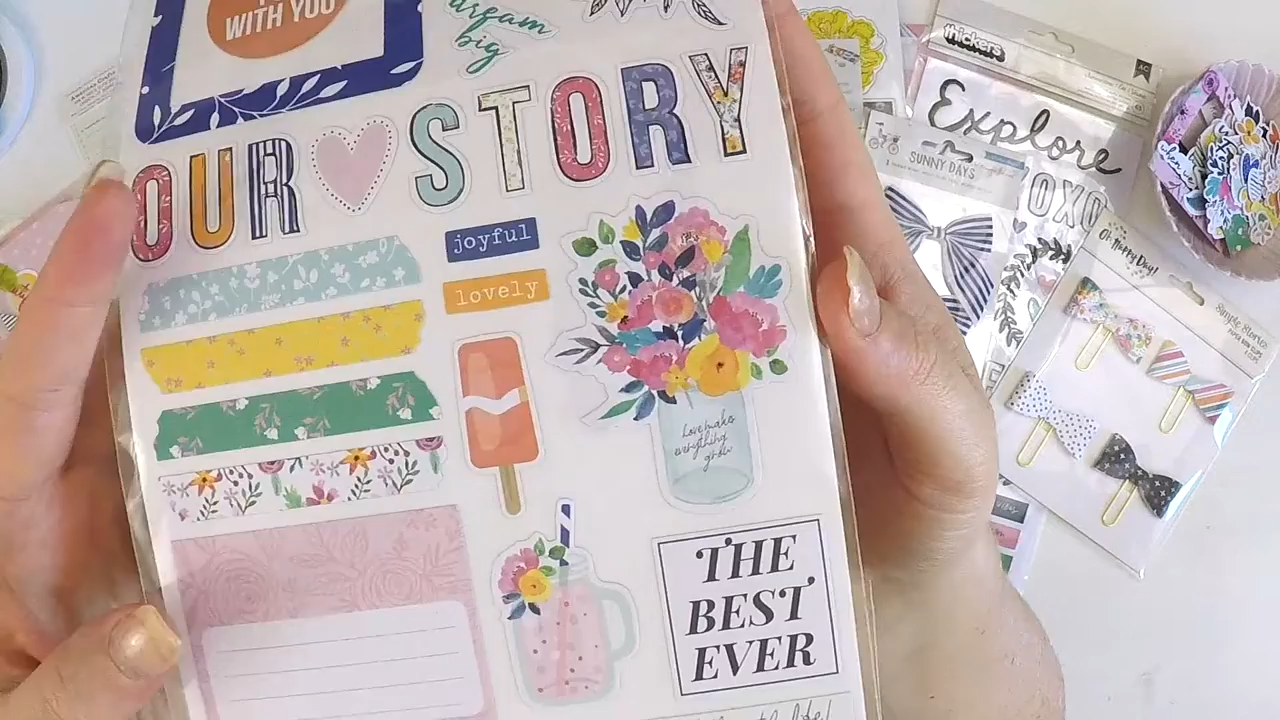 WITH YOU
dream
big
OUR STORY
joyful
lovely
love makes
everything
grow
THE
BEST
EVER
life!
thickers
Explore
SUNNY DAYS
XOXO
Oh, Happy Day!
Simple Stories